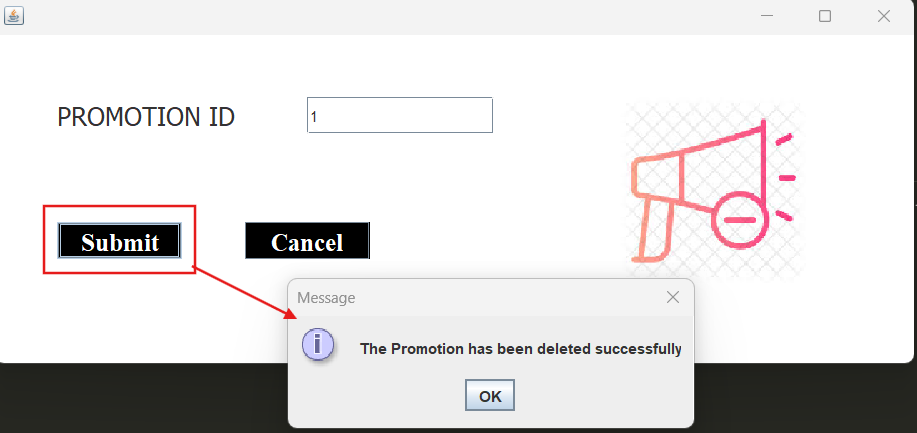 PROMOTION ID
1
Submit
Cancel
Message
The Promotion has been deleted successfully
OK